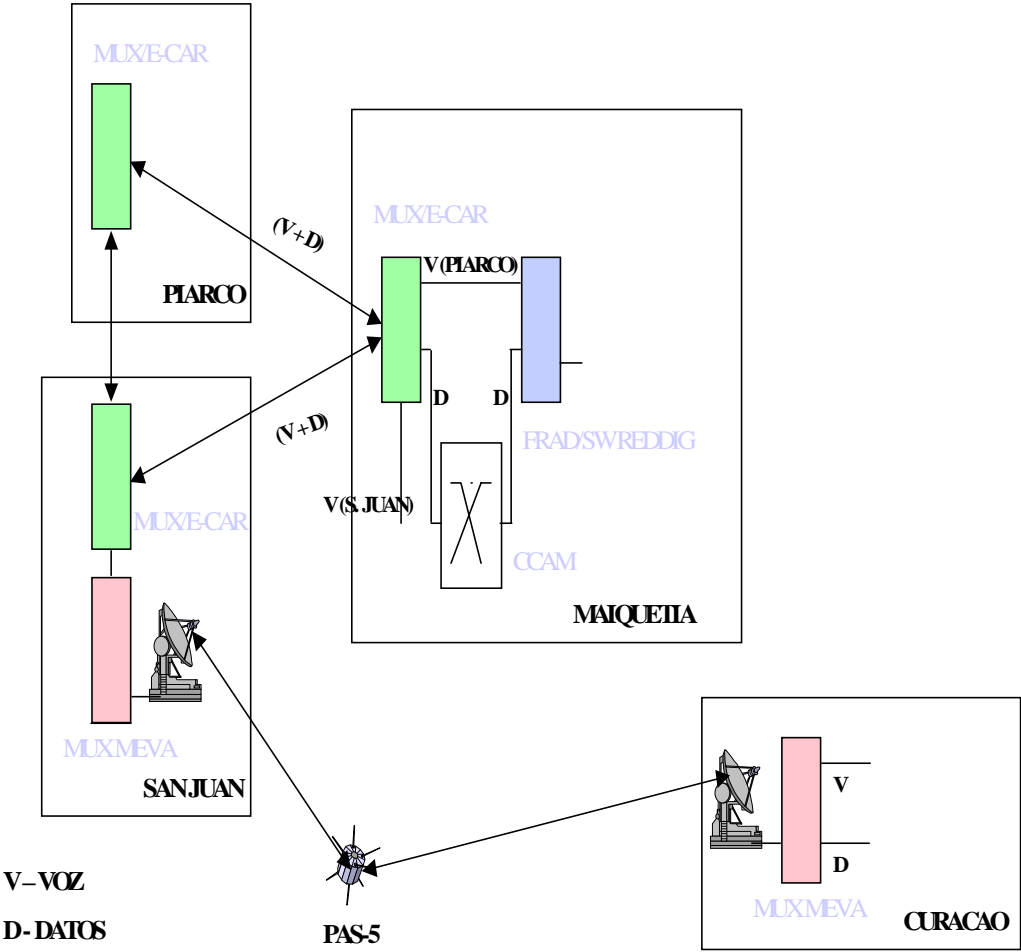 MUX/E-CAR
PIARCO
(V+D)
MUX/E-CAR
V(PIARCO)
D
D
FRAD/SWREDDIG
V(S. JUAN)
CCAM
MAIQUETIA
(V+D)
MUX/E-CAR
MUX MEVA
SAN JUAN
V
D
MUX MEVA
CURACAO
PAS-5
V – VOZ
D - DATOS